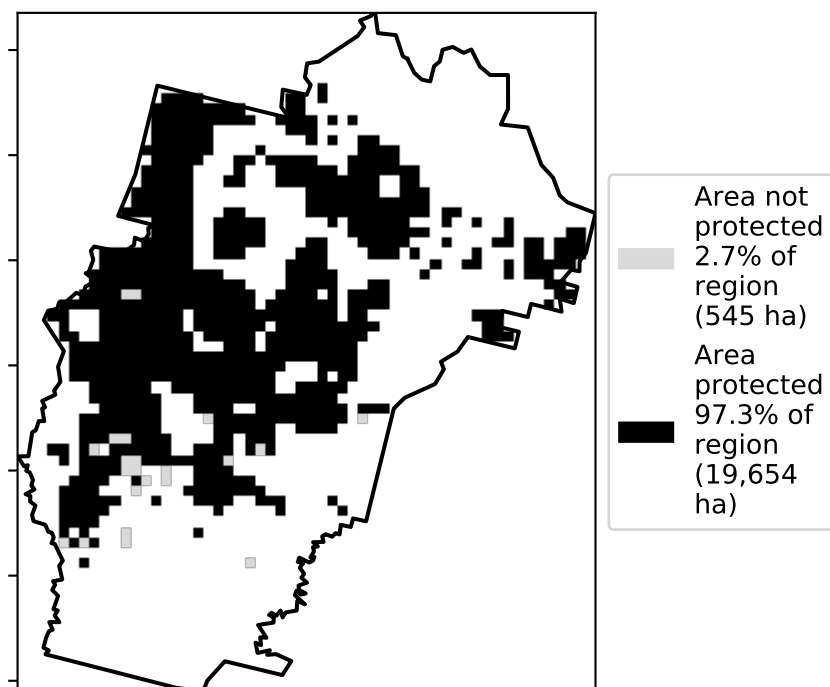 Area not
protected
2.7% of
region
(545 ha)
Area
protected
97.3% of
region
(19,654
ha)